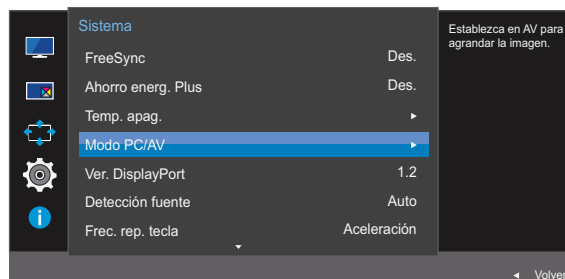 Sistema
FreeSync Des.
Ahorro energ. Plus Des.
Temp. apag.
Modo PC/AV
Ver. DisplayPort 1.2
Detección fuente Auto
Frec. rep. tecla Aceleración
Establezca en AV para
agrandar la imagen.
Volver